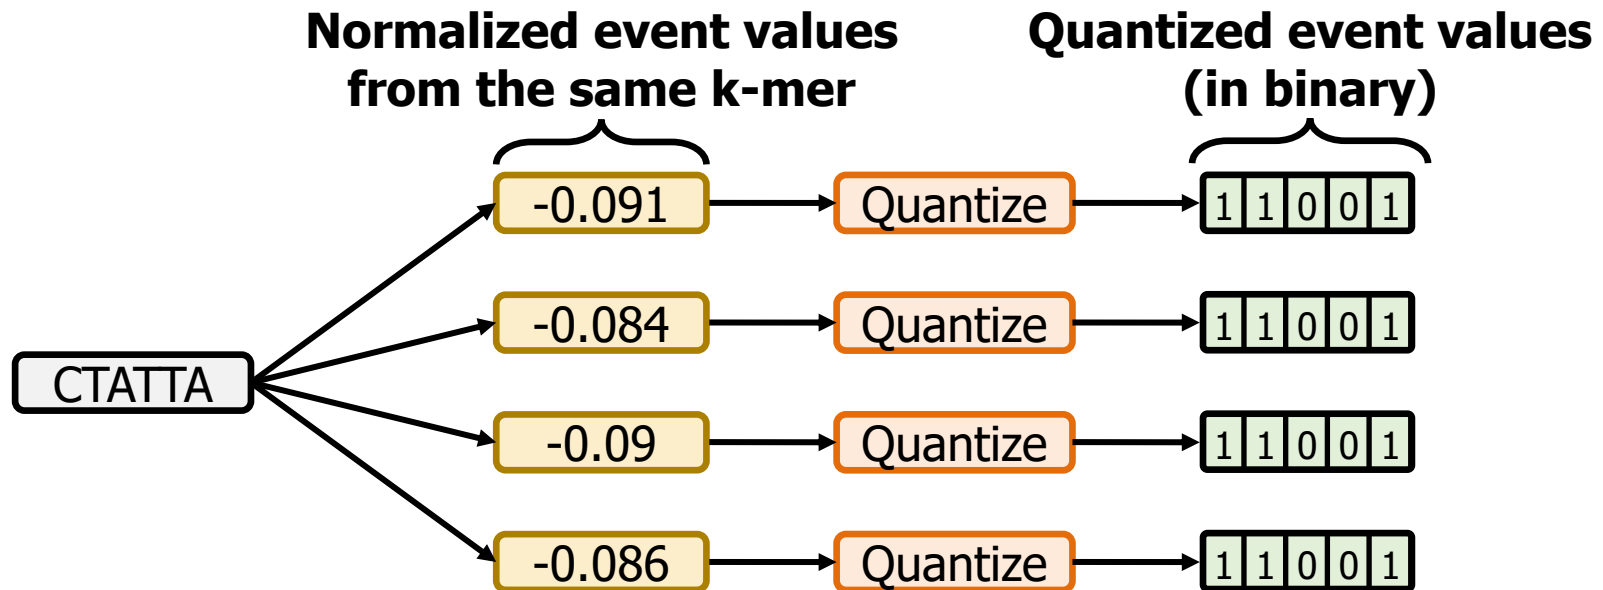 Normalized event values
from the same k-mer
Quantized event values
(in binary)
-0.091
Quantize
1 1 0 0 1
-0.084
Quantize
1 1 0 0 1
CTATTA
-0.09
Quantize
1 1 0 0 1
-0.086
Quantize
1 1 0 0 1